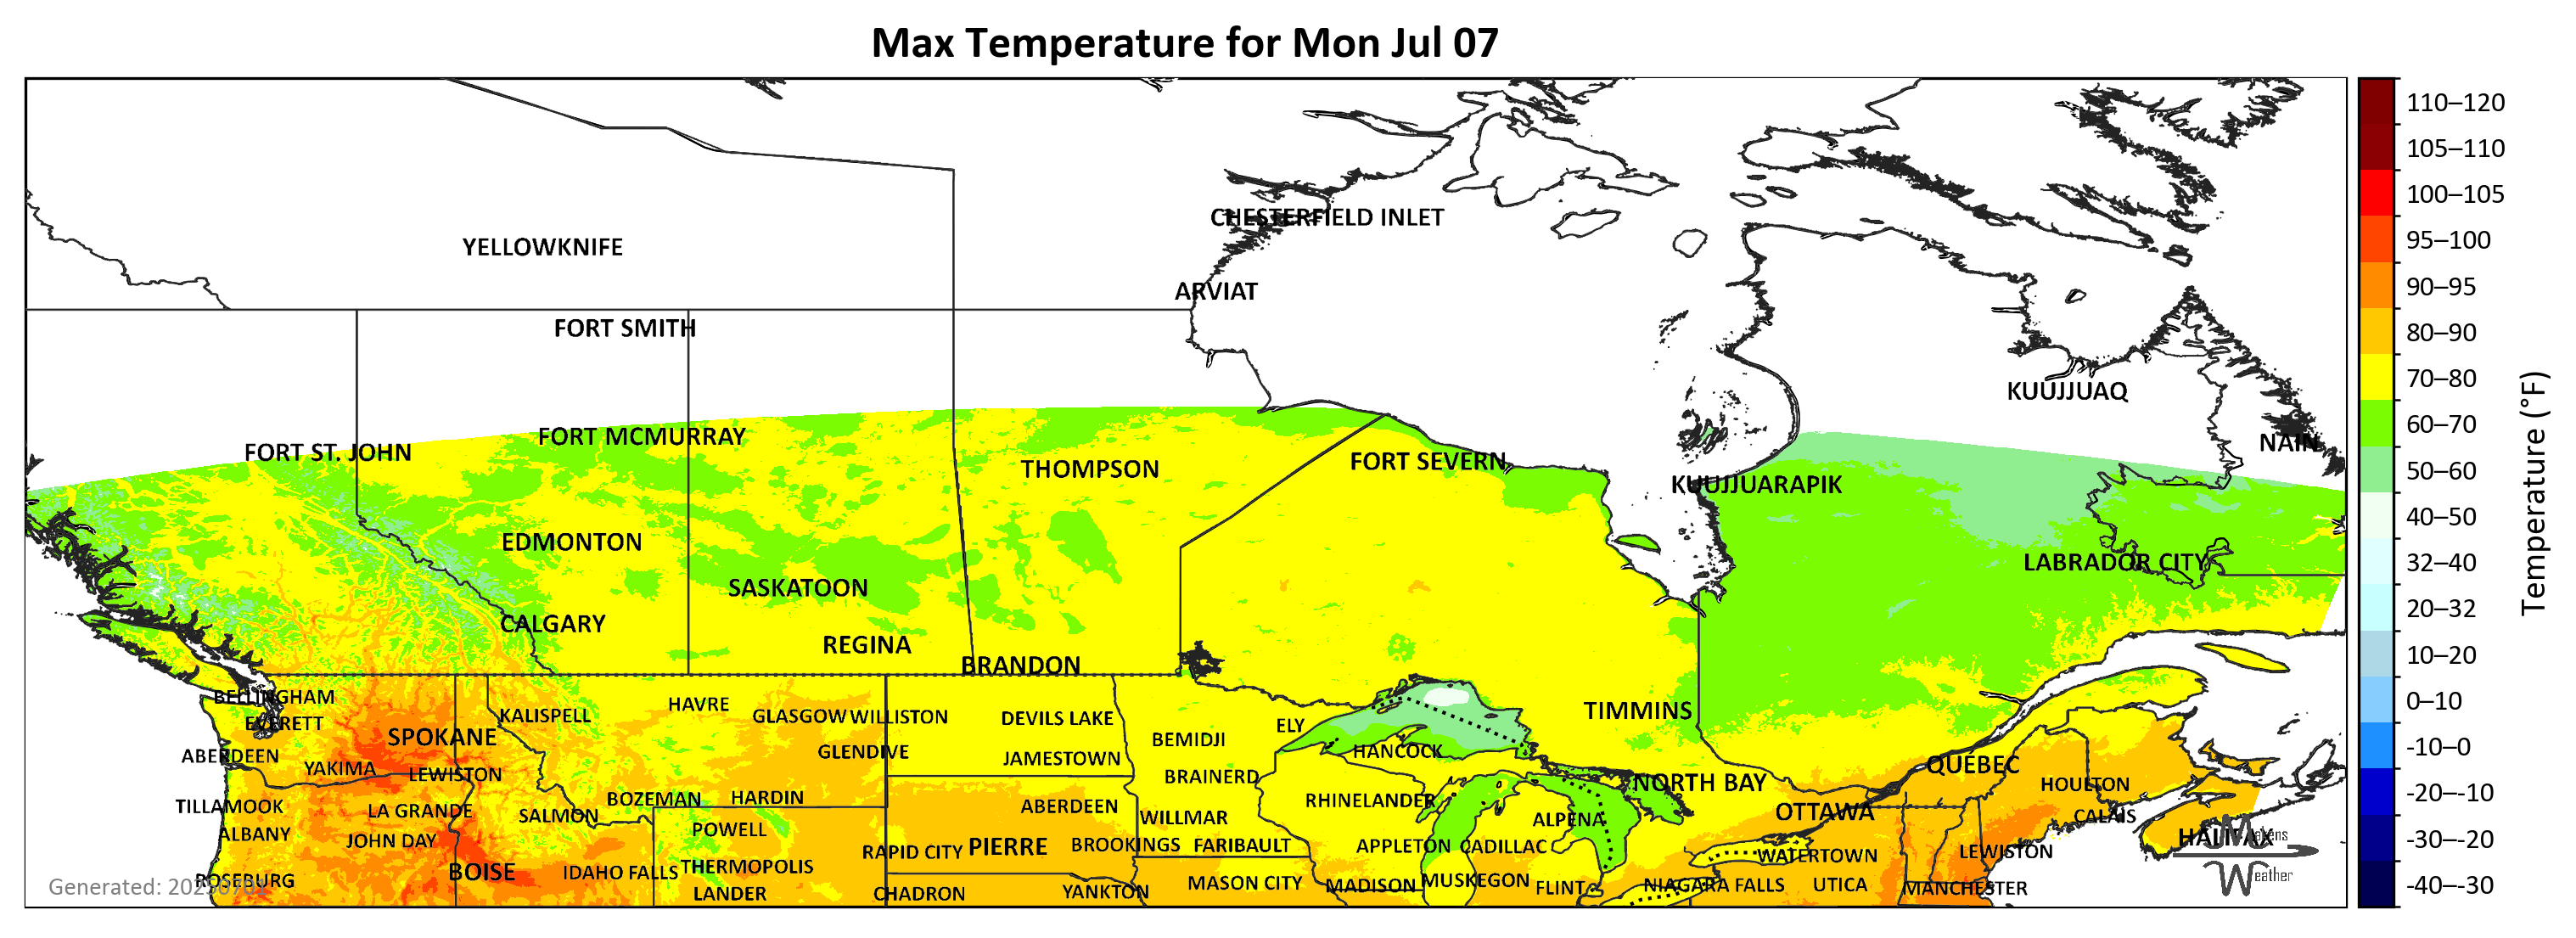 Max Temperature for Mon Jul 07
CHESTERFIELD INLET
YELLOWKNIFE
ARVIAT
FORT SMITH
KUUJJUAQ
FORT MCMURRAY
NAIN
FORT ST. JOHN
THOMPSON
FORT SEVERN
KUUJJUARAPIK
EDMONTON
LABRADOR CITY
SASKATOON
CALGARY
REGINA
BRANDON
BELLINGHAM
HAVRE
KALISPELL
GLASGOW
WILLISTON
DEVILS LAKE
TIMMINS
EVERETT
ELY
SPOKANE
BEMIDJI
GLENDIVE
HANCOCK
ABERDEEN
JAMESTOWN
QUÉBEC
YAKIMA
LEWISTON
BRAINERD
NORTH BAY
HOULTON
BOZEMAN
HARDIN
RHINELANDER
TILLAMOOK
LA GRANDE
ABERDEEN
OTTAWA
SALMON
WILLMAR
ALPENA
CALAIS
ALBANY
POWELL
HALIFAX
Makens
JOHN DAY
PIERRE
BROOKINGS
FARIBAULT
APPLETON
CADILLAC
RAPID CITY
WATERTOWN
LEWISTON
BOISE
IDAHO FALLS
THERMOPOLIS
Weather
ROSEBURG
MASON CITY
MADISON
MUSKEGON
FLINT
NIAGARA FALLS
UTICA
MANCHESTER
Generated: 20250701
LANDER
CHADRON
YANKTON
110–120
105–110
100–105
95–100
90–95
80–90
70–80
60–70
50–60
40–50
32–40
20–32
10–20
0–10
-10–0
-20–-10
-30–-20
-40–-30
Temperature (°F)